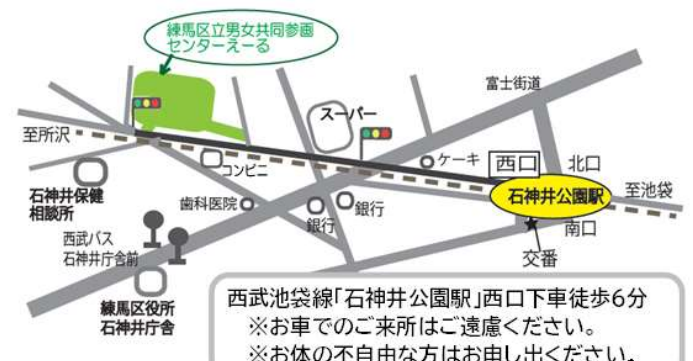 練馬区立男女共同参画
センターえーる
富士街道
スーパー
至所沢
コンビニ
ケーキ
西口
北口
石神井公園駅
至池袋
石神井保健
相談所
歯科医院
銀行
銀行
南口
西武バス
石神井庁舎前
交番
練馬区役所
石神井庁舎
西武池袋線「石神井公園駅」西口下車徒歩6分
※お車でのご来所はご遠慮ください。
※お体の不自由な方はお申し出ください。